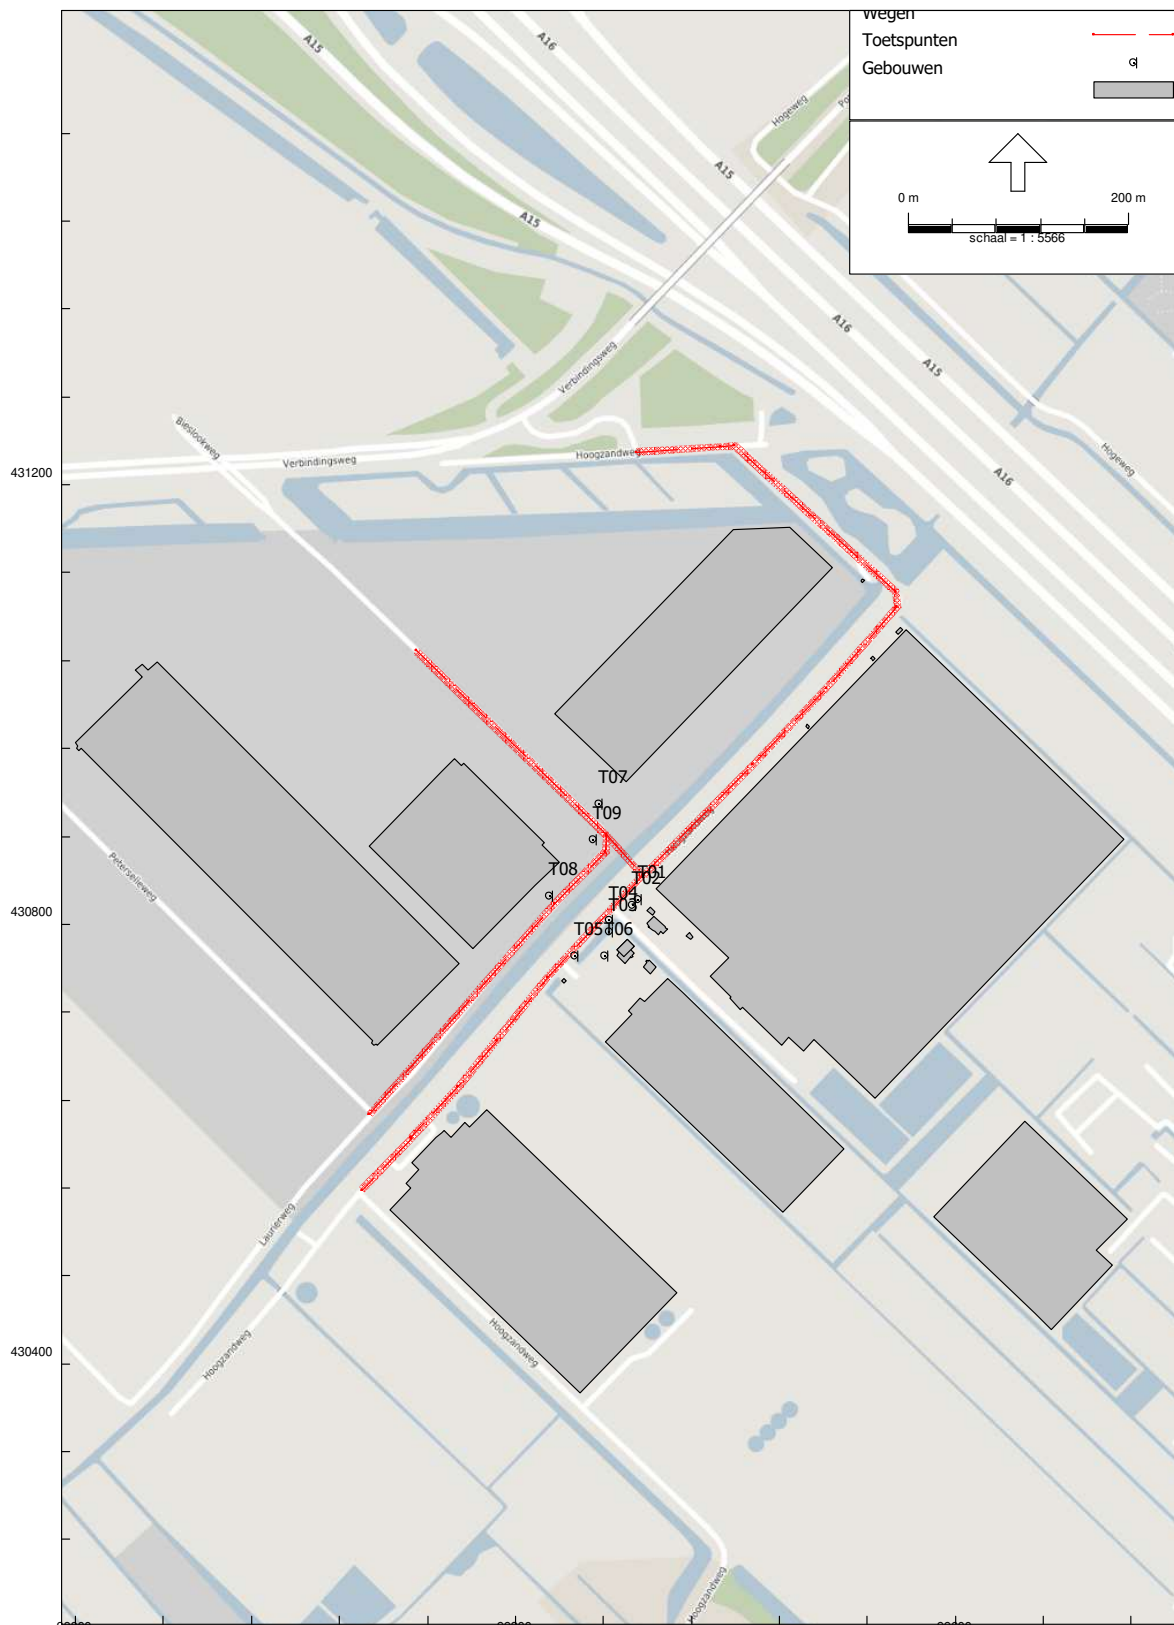 Wegen
Toetspunten
Gebouwen
0 m
200 m
schaal = 1 : 5566
A15
A16
Hogeweg
A15
A15
A16
A15
Verbindingsweg
Bieslookweg
Hoogzandweg
Verbindingsweg
Hogeweg
A16
431200
T07
T09
T08
T01
T02
T04
T03
T05
T06
Peterselieweg
430800
Laurierweg
Hoogzandweg
Hoogzandweg
430400
Hoogzandweg